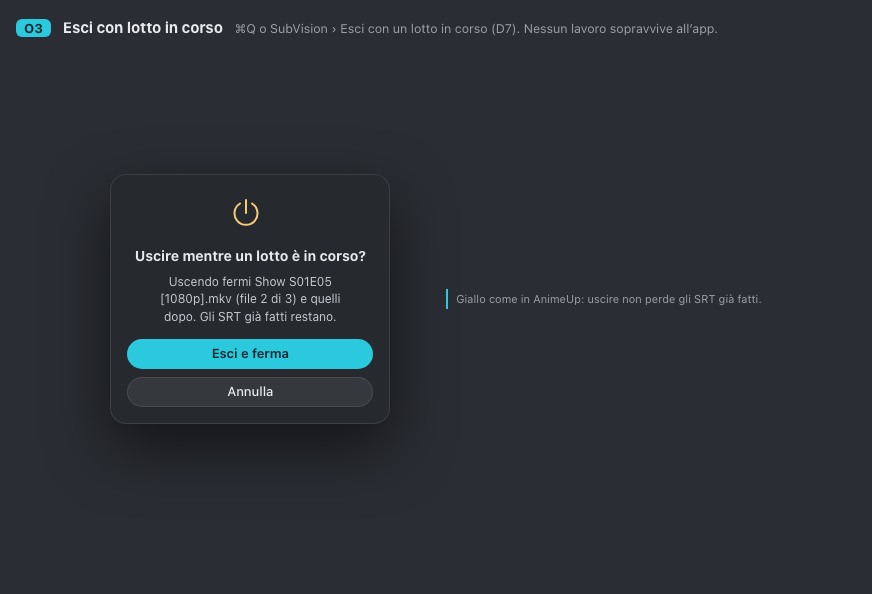 O3 Esci con lotto in corso ⌘Q o SubVision › Esci con un lotto in corso (D7). Nessun lavoro sopravvive all’app.
Uscire mentre un lotto è in corso?
Uscendo fermi Show S01E05
[1080p].mkv (file 2 di 3) e quelli
dopo. Gli SRT già fatti restano.
Esci e ferma
Annulla
Giallo come in AnimeUp: uscire non perde gli SRT già fatti.